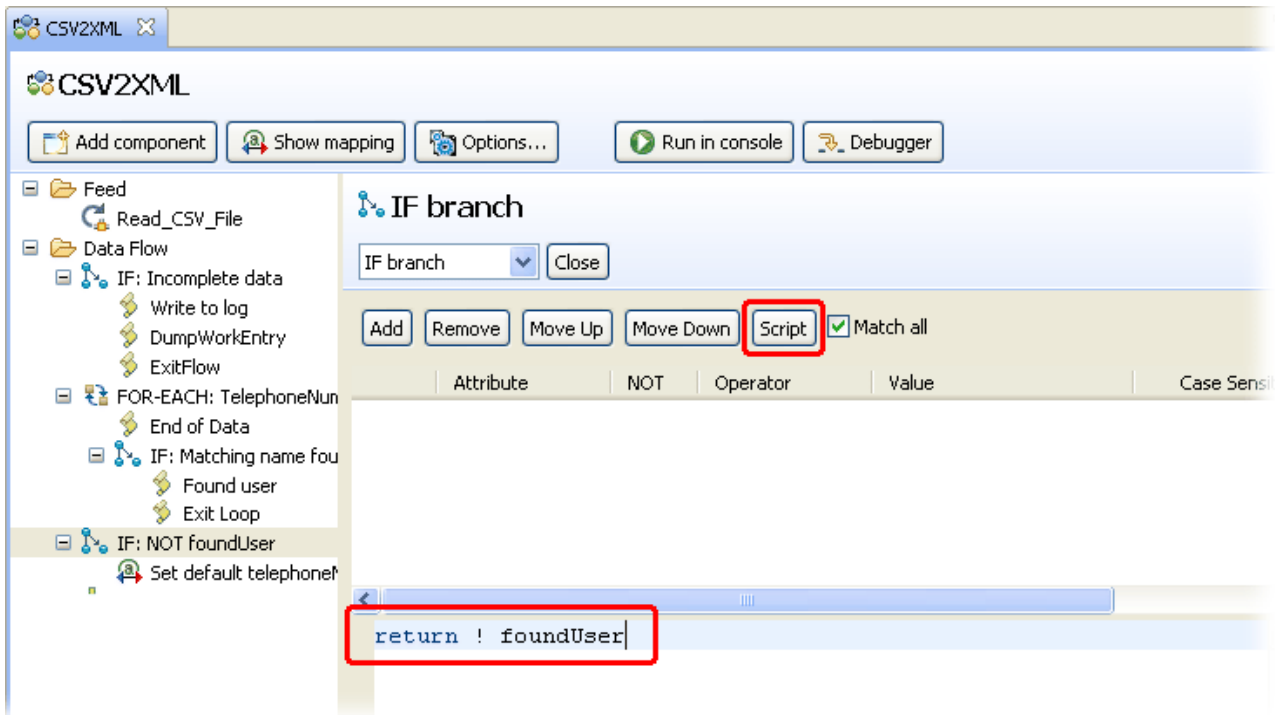 CSV2XML
CSV2XML
Add component Show mapping Options... Run in console Debugger
Feed
Read_CSV_File
Data Flow
IF: Incomplete data
Write to log
DumpWorkEntry
ExitFlow
FOR-EACH: TelephoneNun
End of Data
IF: Matching name fou
Found user
Exit Loop
IF: NOT foundUser
Set default telephone
IF branch
IF branch Close
Add Remove Move Up Move Down Script Match all
Attribute NOT Operator Value Case Sensi
return ! foundUser